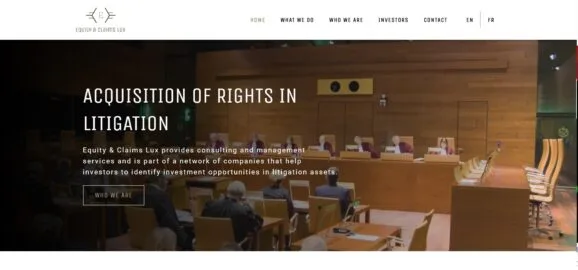 EQUITY & CLAIMS LUX
HOME WHAT WE DO WHO WE ARE INVESTORS CONTACT EN FR
ACQUISITION OF RIGHTS IN
LITIGATION
Equity & Claims Lux provides consulting and management
services and is part of a network of companies that help
investors to identify investment opportunities in litigation assets.
WHO WE ARE